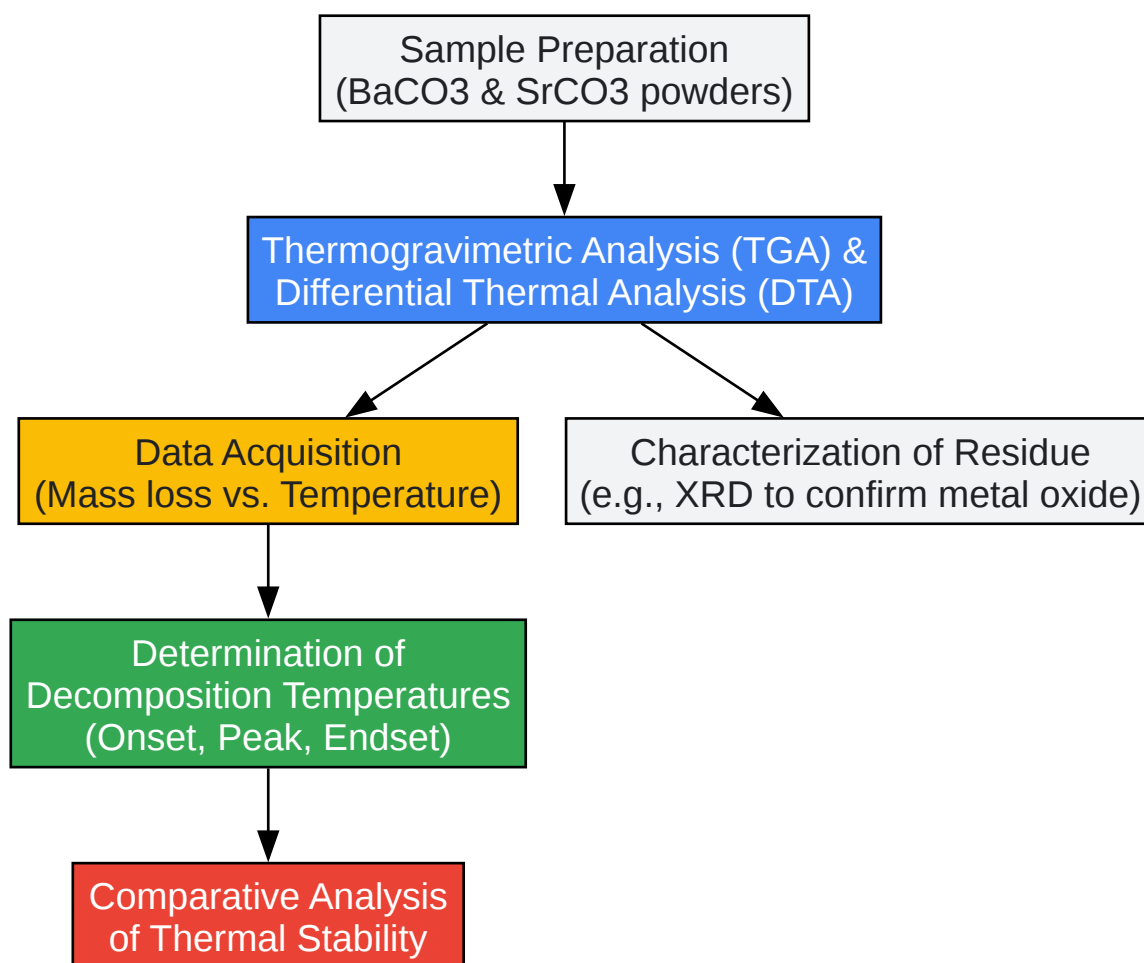 Sample Preparation
(BaCO3 & SrCO3 powders)
Thermogravimetric Analysis (TGA) &
Differential Thermal Analysis (DTA)
Data Acquisition
(Mass loss vs. Temperature)
Characterization of Residue
(e.g., XRD to confirm metal oxide)
Determination of
Decomposition Temperatures
(Onset, Peak, Endset)
Comparative Analysis
of Thermal Stability